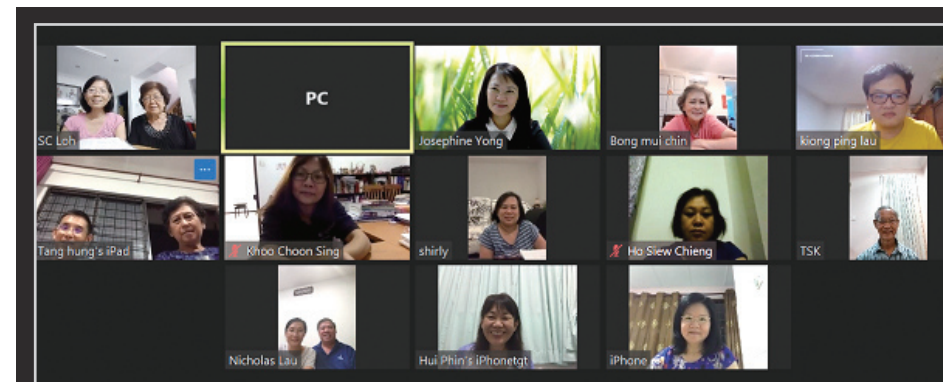 SC Loh
PC
Josephine Yong
Bong mui chin
kiong ping lau
Tang hung's iPad
Khoo Choon Sing
shirly
Ho Siew Chieng
TSK
Nicholas Lau
Hui Phin's iPhonetgt
iPhone